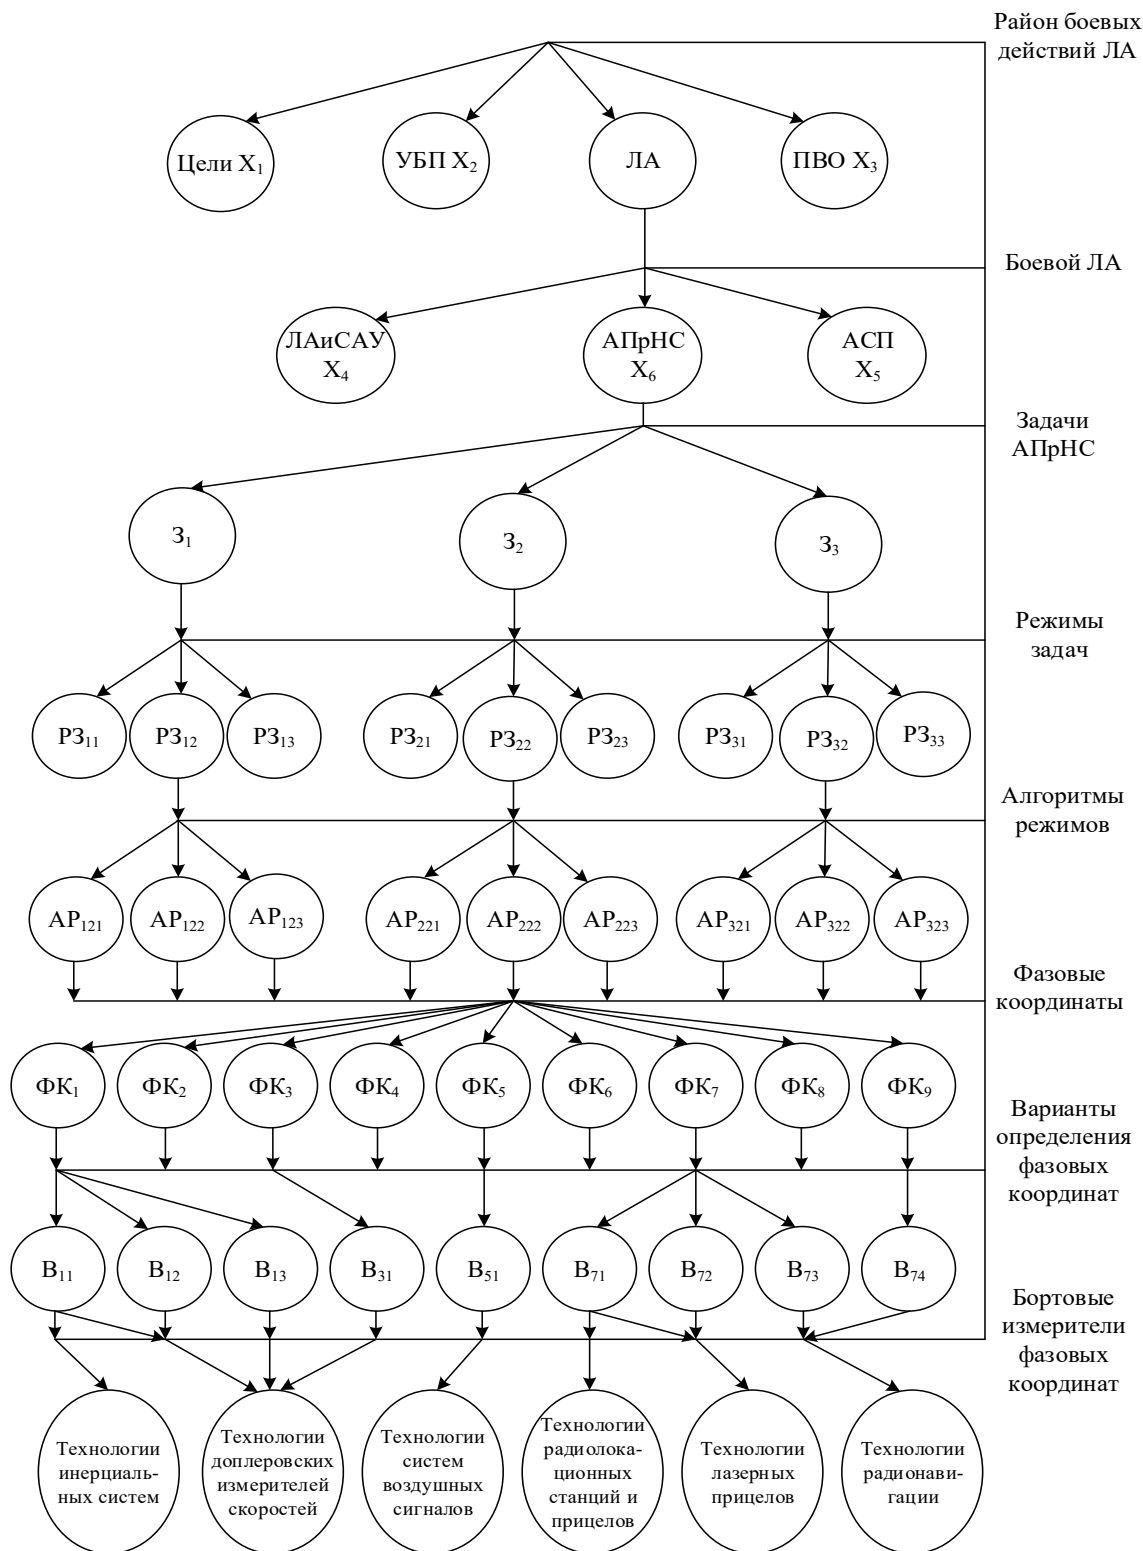 Район боевых
действий ЛА
Цели X₁
УБП X₂
ЛА
ПВО X₃
Боевой ЛА
ЛАиСАУ
X₄
АПрНС
X₆
АСП
X₅
Задачи
АПрНС
З₁
З₂
З₃
Режимы
задач
РЗ₁₁
РЗ₁₂
РЗ₁₃
РЗ₂₁
РЗ₂₂
РЗ₂₃
РЗ₃₁
РЗ₃₂
РЗ₃₃
Алгоритмы
режимов
АР₁₂₁
АР₁₂₂
АР₁₂₃
АР₂₂₁
АР₂₂₂
АР₂₂₃
АР₃₂₁
АР₃₂₂
АР₃₂₃
Фазовые
координаты
ФК₁
ФК₂
ФК₃
ФК₄
ФК₅
ФК₆
ФК₇
ФК₈
ФК₉
Варианты
определения
фазовых
координат
В₁₁
В₁₂
В₁₃
В₃₁
В₅₁
В₇₁
В₇₂
В₇₃
В₇₄
Бортовые
измерители
фазовых
координат
Технологии
инерциаль-
ных систем
Технологии
доплеровских
измерителей
скоростей
Технологии
систем
воздушных
сигналов
Технологии
радиолока-
ционных
станций и
прицелов
Технологии
лазерных
прицелов
Технологии
радионави-
гации